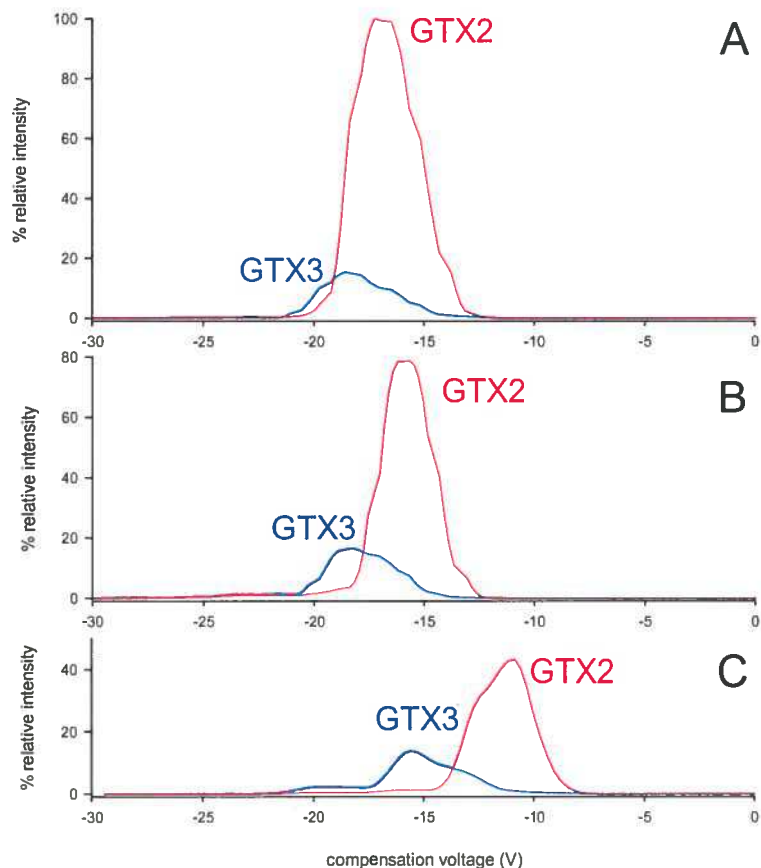 A
GTX2
GTX3
% relative intensity
100
80
60
40
20
0
-30 -25 -20 -15 -10 -5 0
B
GTX2
GTX3
% relative intensity
80
60
40
20
0
-30 -25 -20 -15 -10 -5 0
C
GTX2
GTX3
% relative intensity
40
20
0
-30 -25 -20 -15 -10 -5 0
compensation voltage (V)